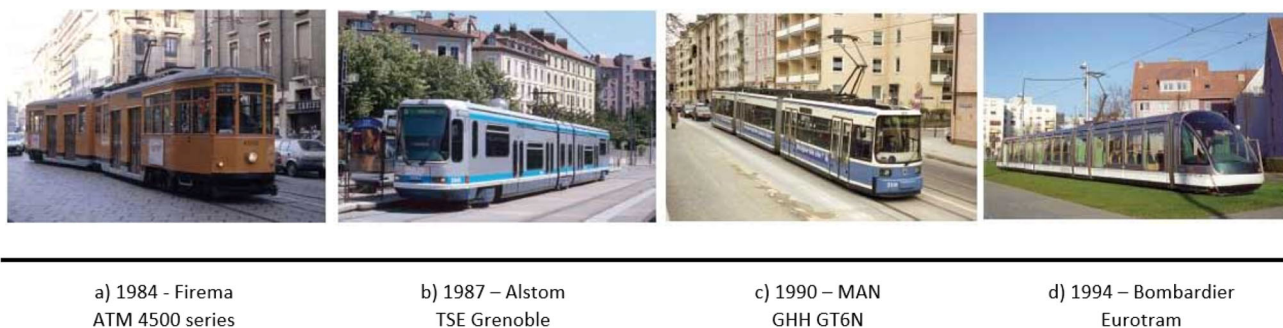 a) 1984 - Firema
ATM 4500 series
b) 1987 – Alstom
TSE Grenoble
c) 1990 – MAN
GHH GT6N
d) 1994 – Bombardier
Eurotram